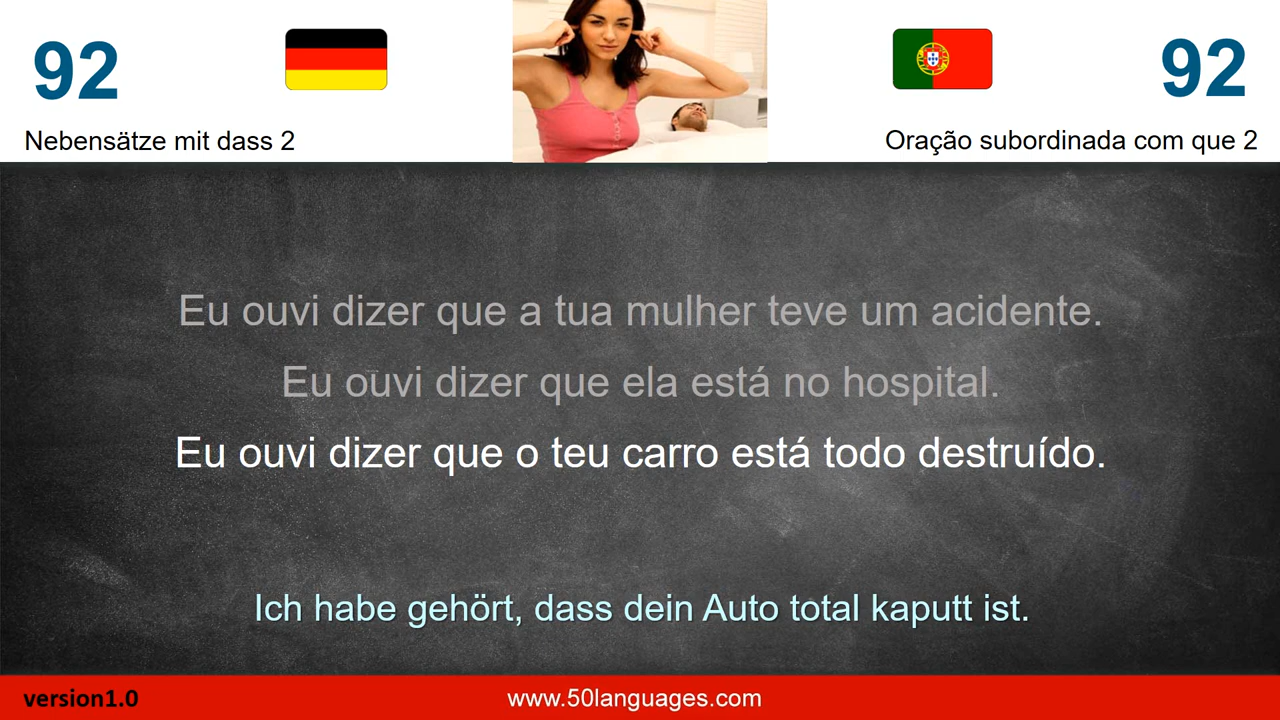 92
92
Nebensätze mit dass 2
Oração subordinada com que 2
Eu ouvi dizer que a tua mulher teve um acidente.
Eu ouvi dizer que ela está no hospital.
Eu ouvi dizer que o teu carro está todo destruído.
Ich habe gehört, dass dein Auto total kaputt ist.
version1.0
www.50languages.com